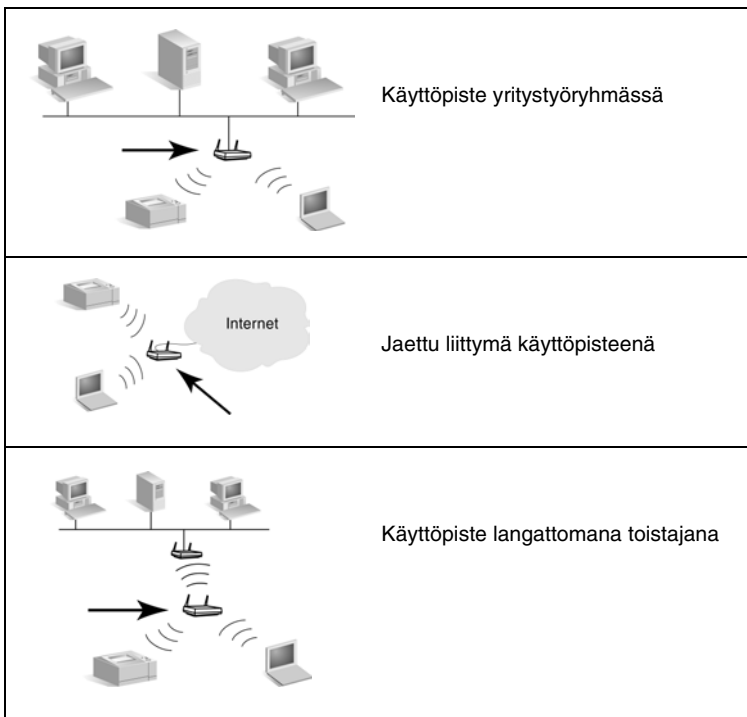 Käyttöpiste yritystyöryhmässä
Internet
Jaettu liittymä käyttöpisteenä
Käyttöpiste langattomana toistajana